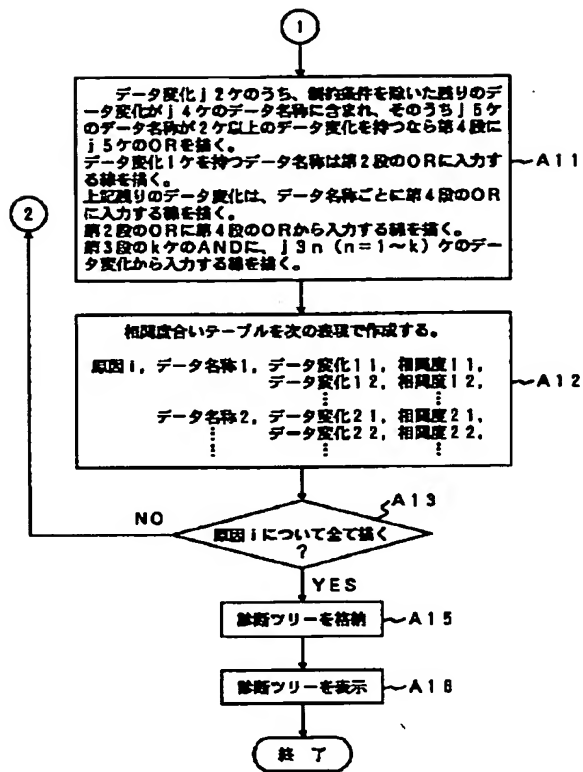 1
データ変化j2ケのうち、制約条件を除いた残りのデ
ータ変化がj4ケのデータ名称に含まれ、そのうちj5ケ
のデータ名称が2ケ以上のデータ変化を持つなら第4段に
j5ケのORを描く。
データ変化1ケを持つデータ名称は第2段のORに入力す
る線を描く。
上記残りのデータ変化は、データ名称ごとに第4段のOR
に入力する線を描く。
第2段のORに第4段のORから入力する線を描く。
第3段のkケのANDに、j3n(n=1~k)ケのデー
タ変化から入力する線を描く。
A11
2
相関度合いテーブルを次の表現で作成する。
原因i,データ名称1,データ変化11,相関度11,
データ変化12,相関度12,
データ名称2,データ変化21,相関度21,
データ変化22,相関度22,
A12
A13
NO
原因iについて全て描く
?
YES
診断ツリーを格納
A15
診断ツリーを表示
A16
終了